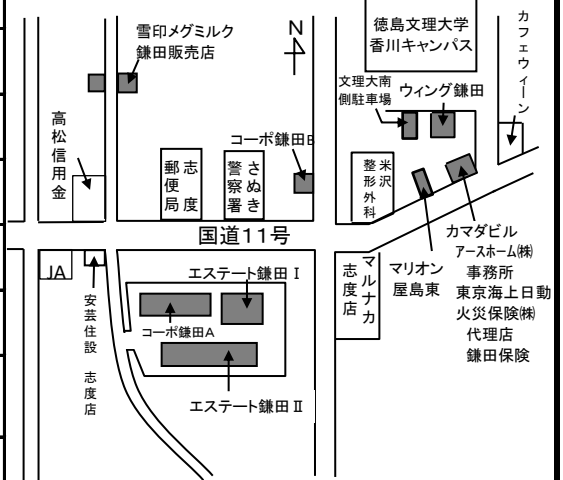 雪印メグミルク
鎌田販売店
N
徳島文理大学
香川キャンパス
カフェウィーン
文理大南
側駐車場
ウィング鎌田
高松信用金
コーポ鎌田B
志度
郵便局
さぬき
警察署
米沢
整形外科
国道11号
カマダビル
アースホーム㈱
事務所
東京海上日動
火災保険㈱
代理店
鎌田保険
マリオン
屋島東
マルナカ
志度店
JA
安芸住設 志度店
エステート鎌田Ⅰ
コーポ鎌田A
エステート鎌田Ⅱ